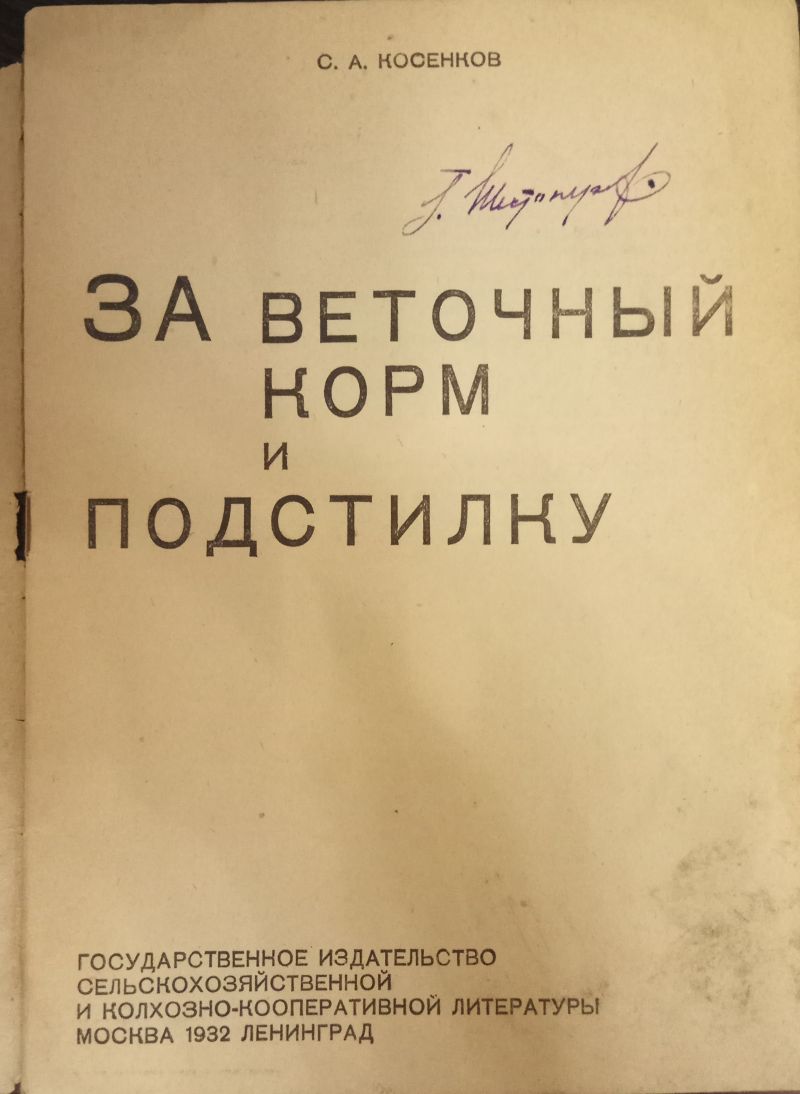 С. А. КОСЕНКОВ
ЗА ВЕТОЧНЫЙ
КОРМ
И
ПОДСТИЛКУ
ГОСУДАРСТВЕННОЕ ИЗДАТЕЛЬСТВО
СЕЛЬСКОХОЗЯЙСТВЕННОЙ
И КОЛХОЗНО-КООПЕРАТИВНОЙ ЛИТЕРАТУРЫ
МОСКВА 1932 ЛЕНИНГРАД